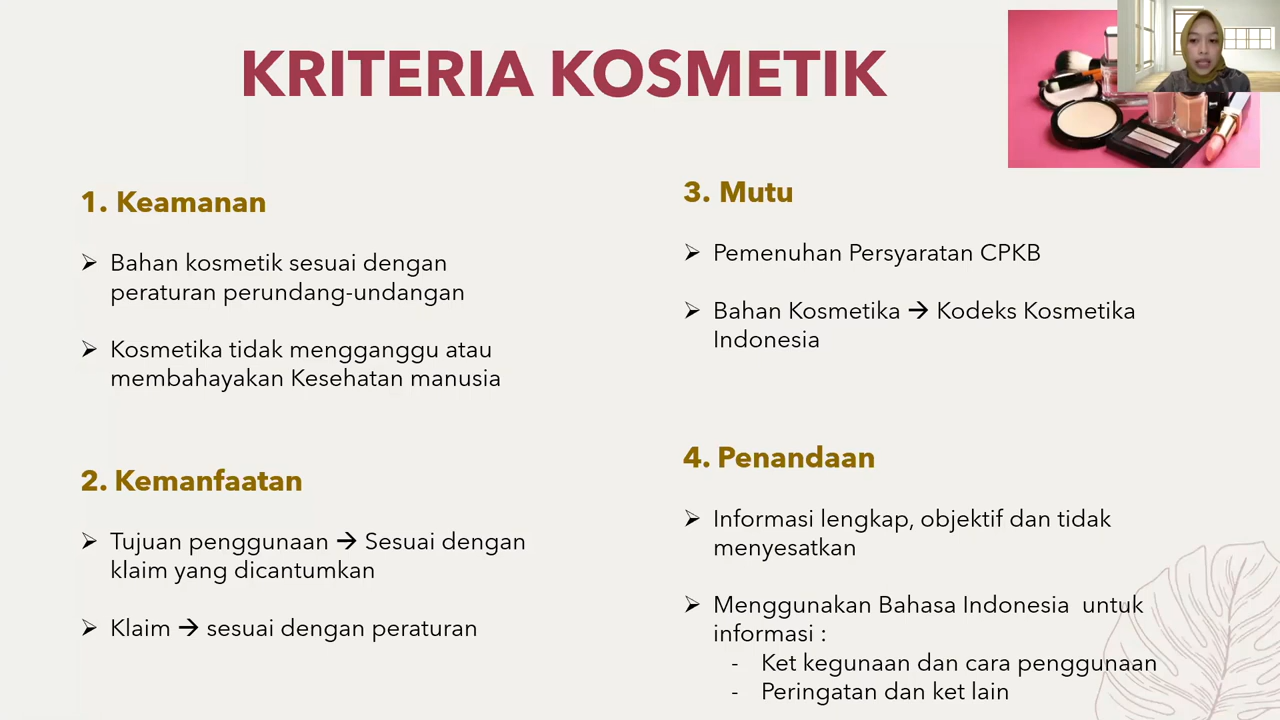 KRITERIA KOSMETIK
1. Keamanan
➢ Bahan kosmetik sesuai dengan
peraturan perundang-undangan
➢ Kosmetika tidak mengganggu atau
membahayakan Kesehatan manusia
2. Kemanfaatan
➢ Tujuan penggunaan → Sesuai dengan
klaim yang dicantumkan
➢ Klaim → sesuai dengan peraturan
3. Mutu
➢ Pemenuhan Persyaratan CPKB
➢ Bahan Kosmetika → Kodeks Kosmetika
Indonesia
4. Penandaan
➢ Informasi lengkap, objektif dan tidak
menyesatkan
➢ Menggunakan Bahasa Indonesia untuk
informasi :
- Ket kegunaan dan cara penggunaan
- Peringatan dan ket lain